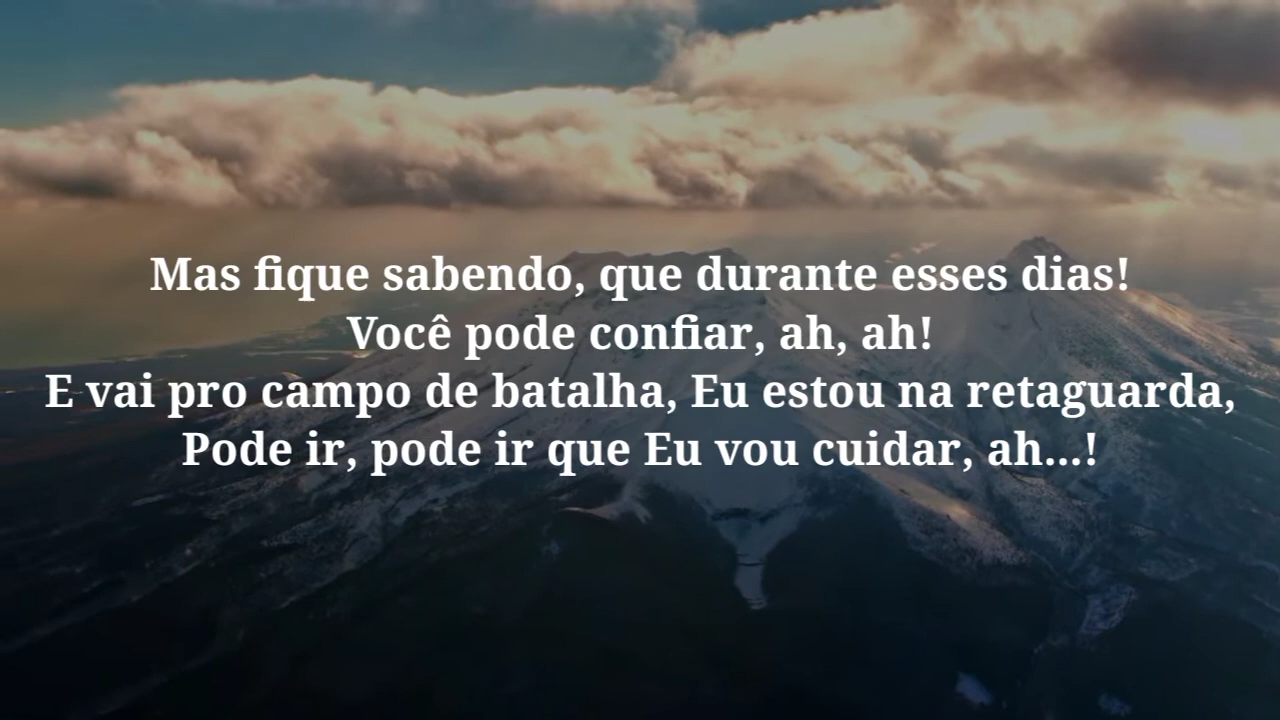 Mas fique sabendo, que durante esses dias!
Você pode confiar, ah, ah!
E vai pro campo de batalha, Eu estou na retaguarda,
Pode ir, pode ir que Eu vou cuidar, ah...!